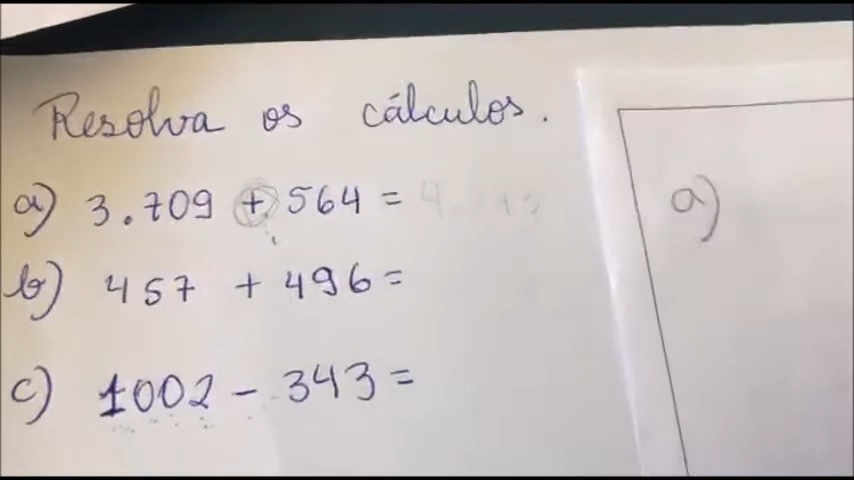 Resolva os cálculos.
a) 3.709 + 564 =
b) 457 + 496 =
c) 1002 - 343 =
a)